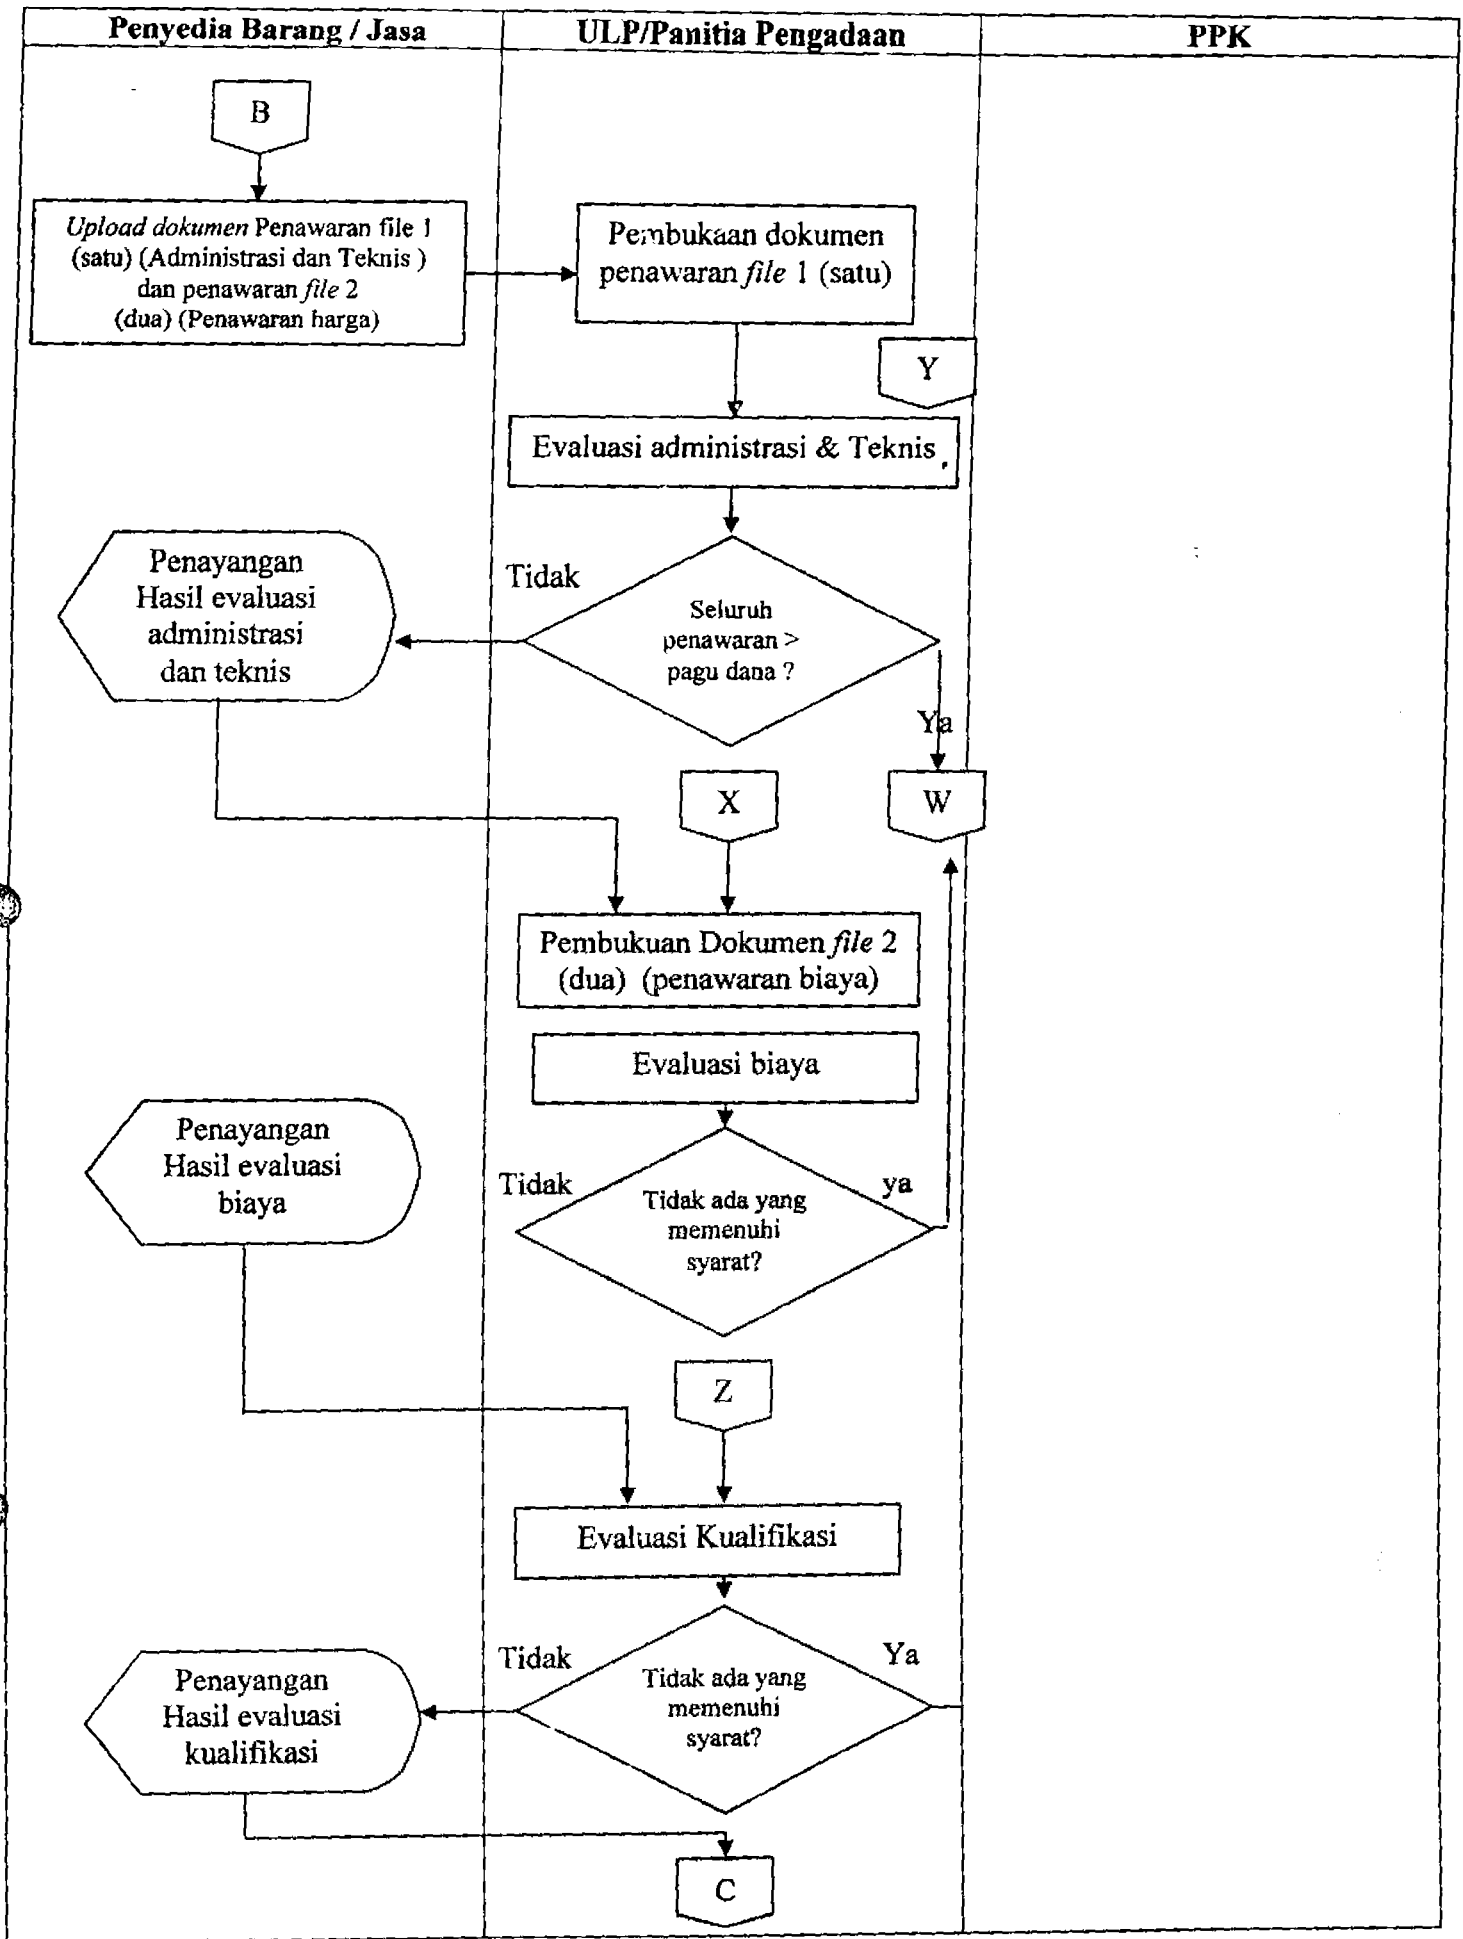 Penyedia Barang / Jasa
ULP/Panitia Pengadaan
PPK
B
Upload dokumen Penawaran file 1
(satu) (Administrasi dan Teknis )
dan penawaran file 2
(dua) (Penawaran harga)
Pembukaan dokumen
penawaran file 1 (satu)
Y
Evaluasi administrasi & Teknis
Tidak
Seluruh
penawaran >
pagu dana ?
Ya
Penayangan
Hasil evaluasi
administrasi
dan teknis
X
W
Pembukuan Dokumen file 2
(dua) (penawaran biaya)
Evaluasi biaya
Tidak
Tidak ada yang
memenuhi
syarat?
ya
Penayangan
Hasil evaluasi
biaya
Z
Evaluasi Kualifikasi
Tidak
Tidak ada yang
memenuhi
syarat?
Ya
Penayangan
Hasil evaluasi
kualifikasi
C